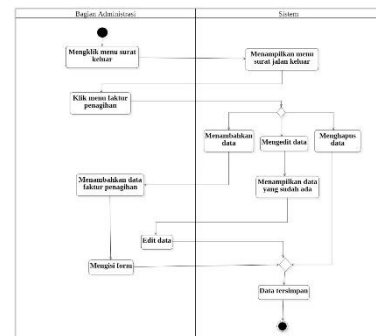 Bagian Administrasi
Sistem
Mengklik menu surat
keluar
Menampilkan menu
surat jalan keluar
Klik menu faktur
penagihan
Menambahkan
data
Mengedit data
Menghapus
data
Menambahkan data
faktur penagihan
Menampilkan data
yang sudah ada
Edit data
Mengisi form
Data tersimpan